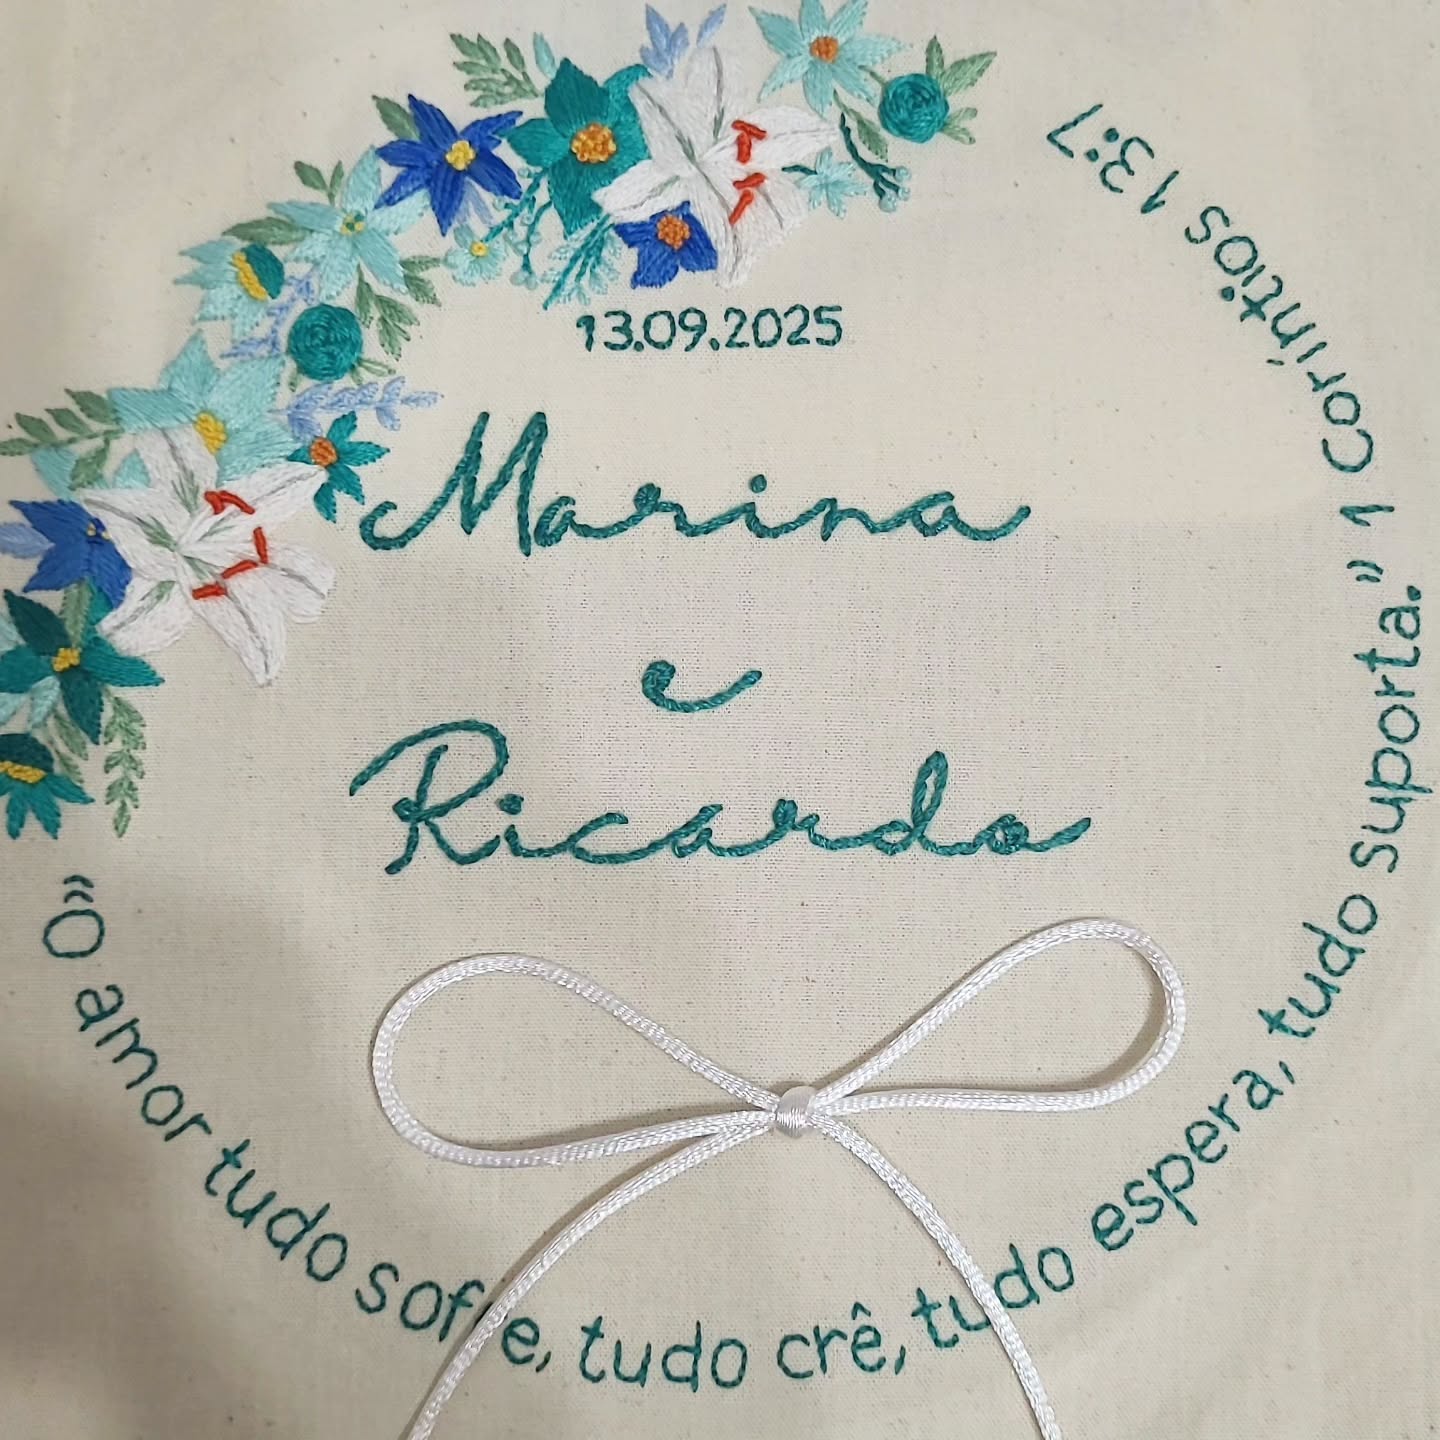 13.09.2025
Marina
e
Ricardo
"O amor tudo sofre, tudo crê, tudo espera, tudo suporta." 1 Coríntios 13:7